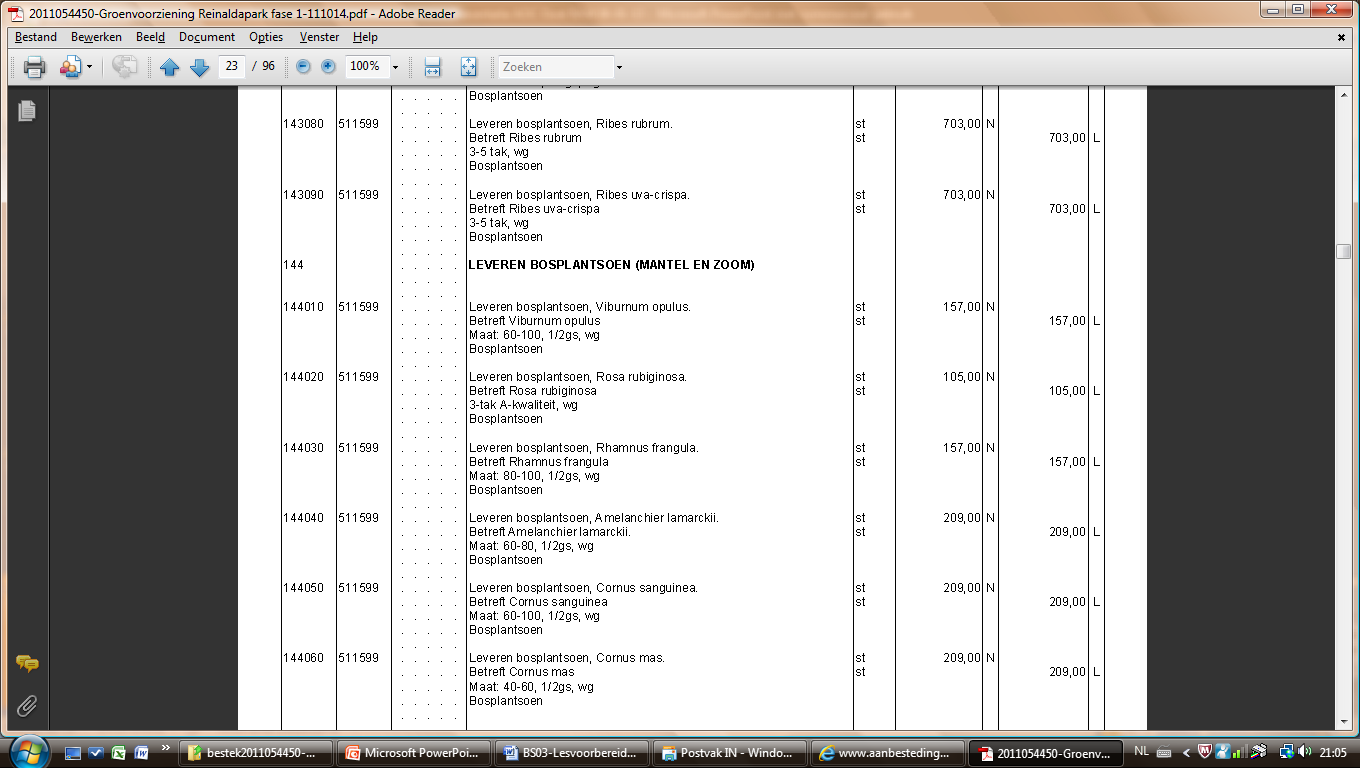 2011054450-Groenvoorziening Reinaldapark fase 1-111014.pdf - Adobe Reader
Bestand Bewerken Beeld Document Opties Venster Help
23 / 96 100% Zoeken
Bosplantsoen
143080 511599 Leveren bosplantsoen, Ribes rubrum. st 703,00 N
Betreft Ribes rubrum st 703,00 L
3-5 tak, wg
Bosplantsoen
143090 511599 Leveren bosplantsoen, Ribes uva-crispa. st 703,00 N
Betreft Ribes uva-crispa st 703,00 L
3-5 tak, wg
Bosplantsoen
144 LEVEREN BOSPLANTSOEN (MANTEL EN ZOOM)
144010 511599 Leveren bosplantsoen, Viburnum opulus. st 157,00 N
Betreft Viburnum opulus st 157,00 L
Maat: 60-100, 1/2gs, wg
Bosplantsoen
144020 511599 Leveren bosplantsoen, Rosa rubiginosa. st 105,00 N
Betreft Rosa rubiginosa st 105,00 L
3-tak A-kwaliteit, wg
Bosplantsoen
144030 511599 Leveren bosplantsoen, Rhamnus frangula. st 157,00 N
Betreft Rhamnus frangula st 157,00 L
Maat: 80-100, 1/2gs, wg
Bosplantsoen
144040 511599 Leveren bosplantsoen, Amelanchier lamarckii. st 209,00 N
Betreft Amelanchier lamarckii. st 209,00 L
Maat: 60-80, 1/2gs, wg
Bosplantsoen
144050 511599 Leveren bosplantsoen, Cornus sanguinea. st 209,00 N
Betreft Cornus sanguinea st 209,00 L
Maat: 60-100, 1/2gs, wg
Bosplantsoen
144060 511599 Leveren bosplantsoen, Cornus mas. st 209,00 N
Betreft Cornus mas st 209,00 L
Maat: 40-60, 1/2gs, wg
Bosplantsoen
bestek2011054450-... Microsoft PowerPoi... BS03-Lesvoorbereid... Postvak IN - Windo... www.aanbesteding... 2011054450-Groenv... NL 21:05